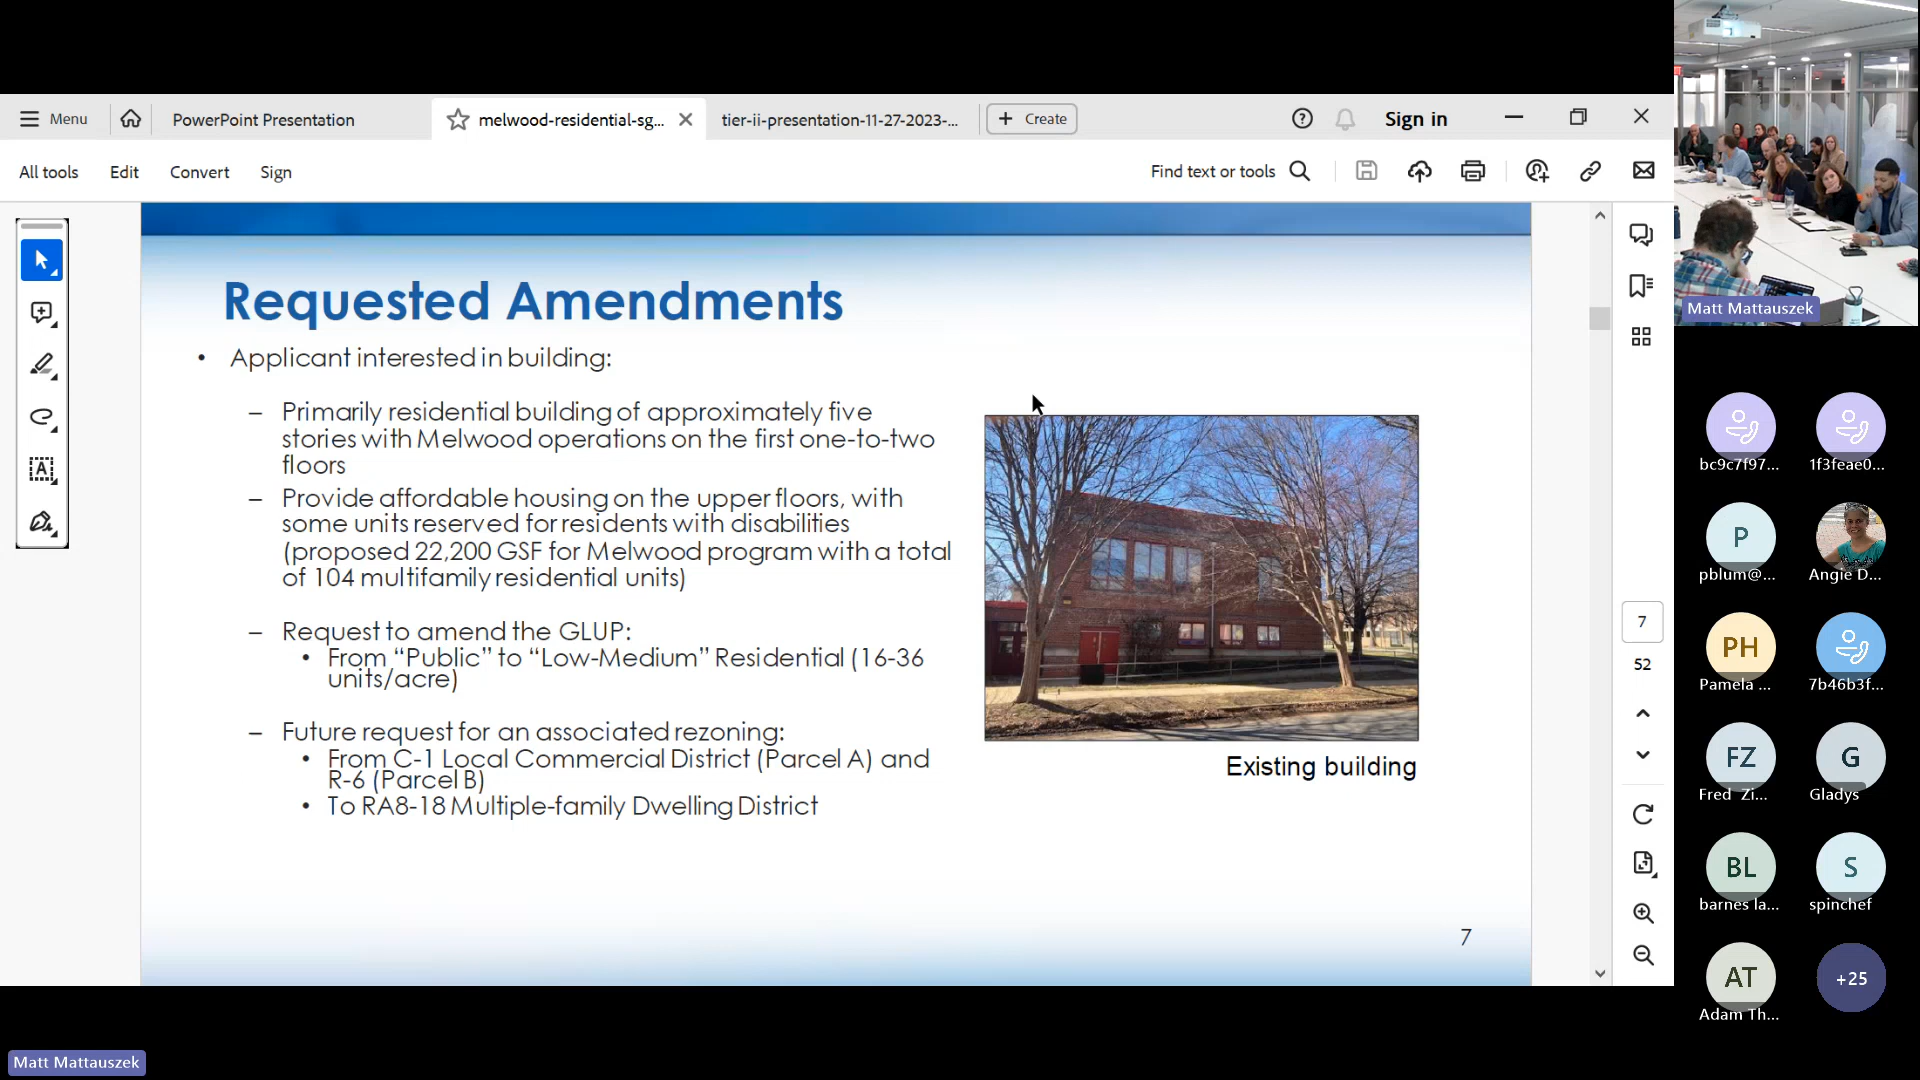 Menu
PowerPoint Presentation
melwood-residential-sg...
tier-ii-presentation-11-27-2023-...
Create
Sign in
All tools
Edit
Convert
Sign
Find text or tools
Requested Amendments
• Applicant interested in building:
– Primarily residential building of approximately five
stories with Melwood operations on the first one-to-two
floors
– Provide affordable housing on the upper floors, with
some units reserved for residents with disabilities
(proposed 22,200 GSF for Melwood program with a total
of 104 multifamily residential units)
– Request to amend the GLUP:
• From “Public” to “Low-Medium” Residential (16-36
units/acre)
– Future request for an associated rezoning:
• From C-1 Local Commercial District (Parcel A) and
R-6 (Parcel B)
• To RA8-18 Multiple-family Dwelling District
Existing building
7
7
52
Matt Mattauszek
bc9c7f97...
1f3feae0...
P
pblum@...
Angie D...
PH
Pamela ...
7b46b3f...
FZ
Fred Zi...
G
Gladys
BL
barnes la...
S
spinchef
AT
Adam Th...
+25
Matt Mattauszek